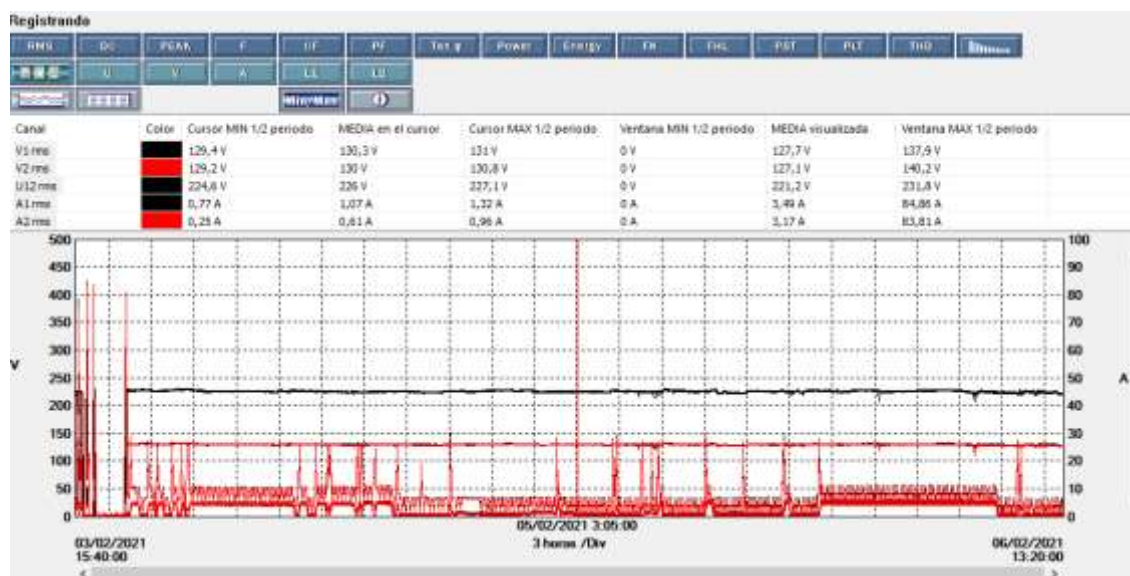 Registrando
RMS DC PEAK F UF PF Tan φ Power Energy FH FHL PST PLT THD
U V A L1 L2
Min/Max
Canal Color Cursor MIN 1/2 periodo MEDIA en el cursor Cursor MAX 1/2 periodo Ventana MIN 1/2 periodo MEDIA visualizada Ventana MAX 1/2 periodo
V1 rms 129,4 V 130,3 V 131 V 0 V 127,7 V 137,9 V
V2 rms 129,2 V 130 V 130,8 V 0 V 127,1 V 140,2 V
U12 rms 224,6 V 226 V 227,1 V 0 V 221,2 V 231,8 V
A1 rms 0,77 A 1,07 A 1,32 A 0 A 3,49 A 84,86 A
A2 rms 0,25 A 0,61 A 0,96 A 0 A 3,17 A 83,81 A
500 100
450 90
400 80
350 70
300 60
V 250 50 A
200 40
150 30
100 20
50 10
0 0
05/02/2021 3:05:00
03/02/2021 3 horas /Div 06/02/2021
15:40:00 13:20:00